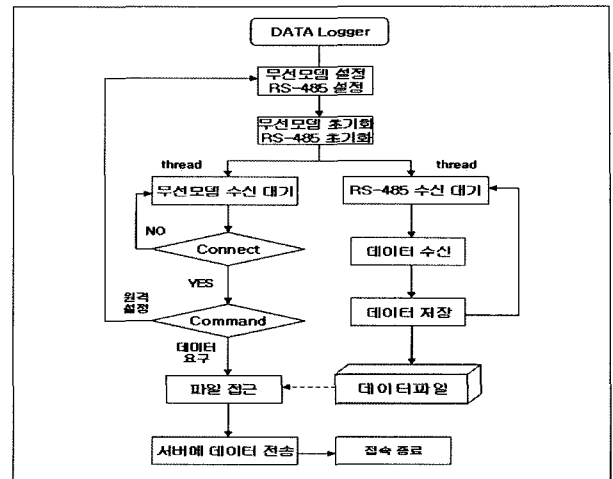 DATA Logger
무선모뎀 설정
RS-485 설정
무선모뎀 초기화
RS-485 초기화
thread
thread
무선모뎀 수신 대기
RS-485 수신 대기
NO
Connect
데이터 수신
YES
원격
설정
Command
데이터 저장
데이터
요구
파일 접근
데이터파일
서버에 데이터 전송
접속 종료